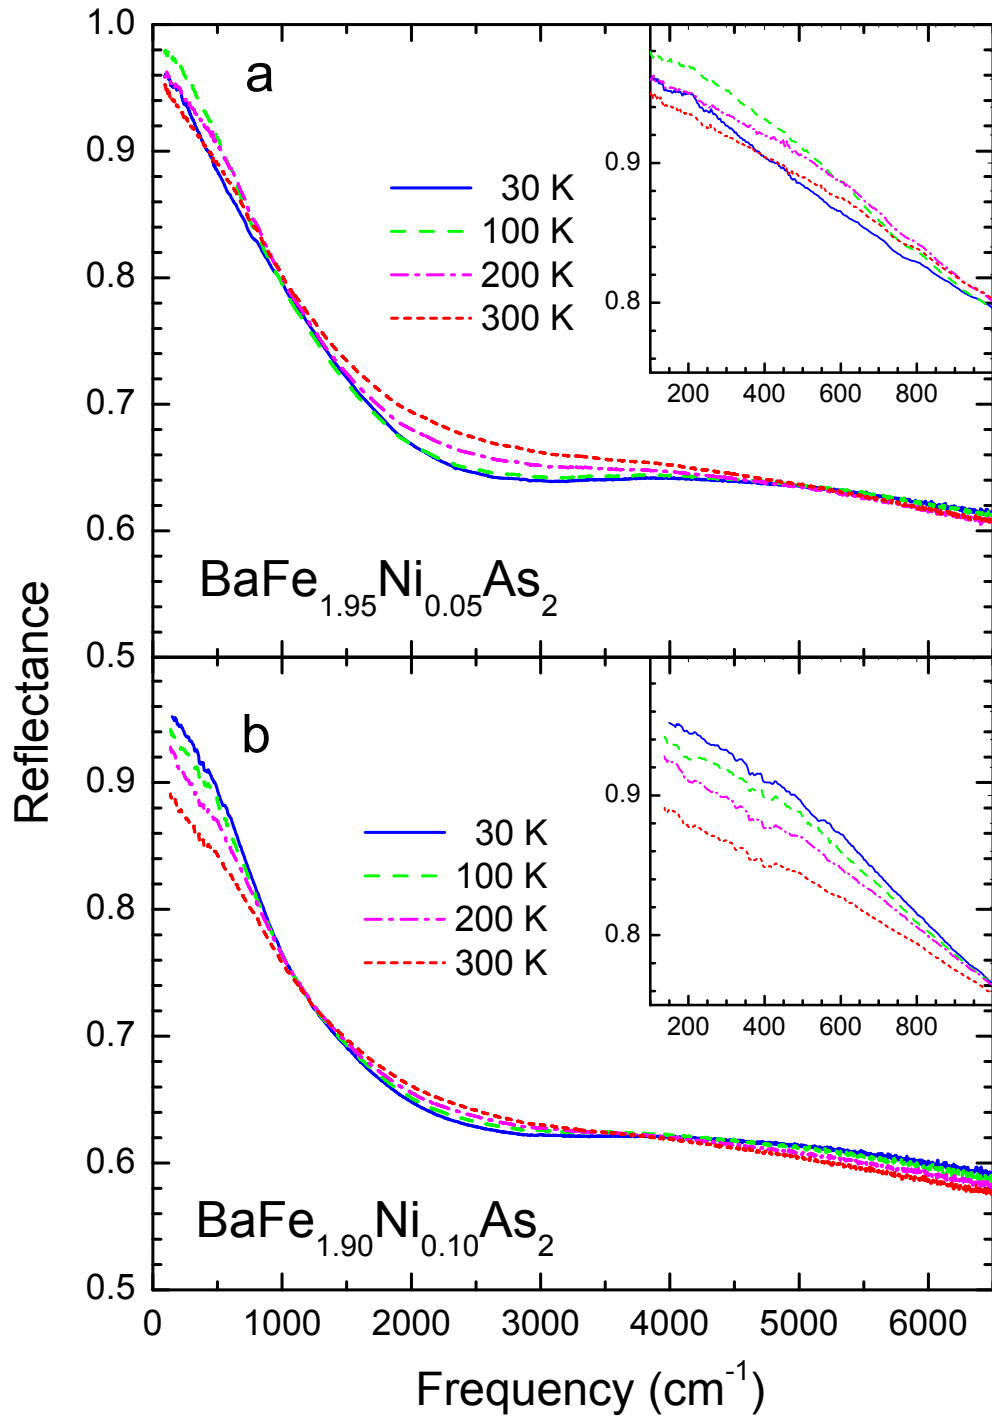 Reflectance
1.0
0.9
0.8
0.7
0.6
0.5
a
30 K
100 K
200 K
300 K
0.9
0.8
200 400 600 800
BaFe₁.₉₅Ni₀.₀₅As₂
0.9
0.8
0.7
0.6
0.5
b
30 K
100 K
200 K
300 K
0.9
0.8
200 400 600 800
BaFe₁.₉₀Ni₀.₁₀As₂
0 1000 2000 3000 4000 5000 6000
Frequency (cm⁻¹)